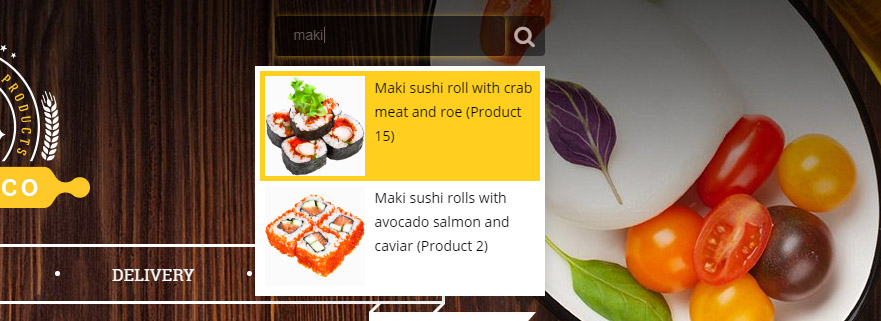 maki
PRODUCTS
CO
Maki sushi roll with crab
meat and roe (Product
15)
Maki sushi rolls with
avocado salmon and
caviar (Product 2)
DELIVERY